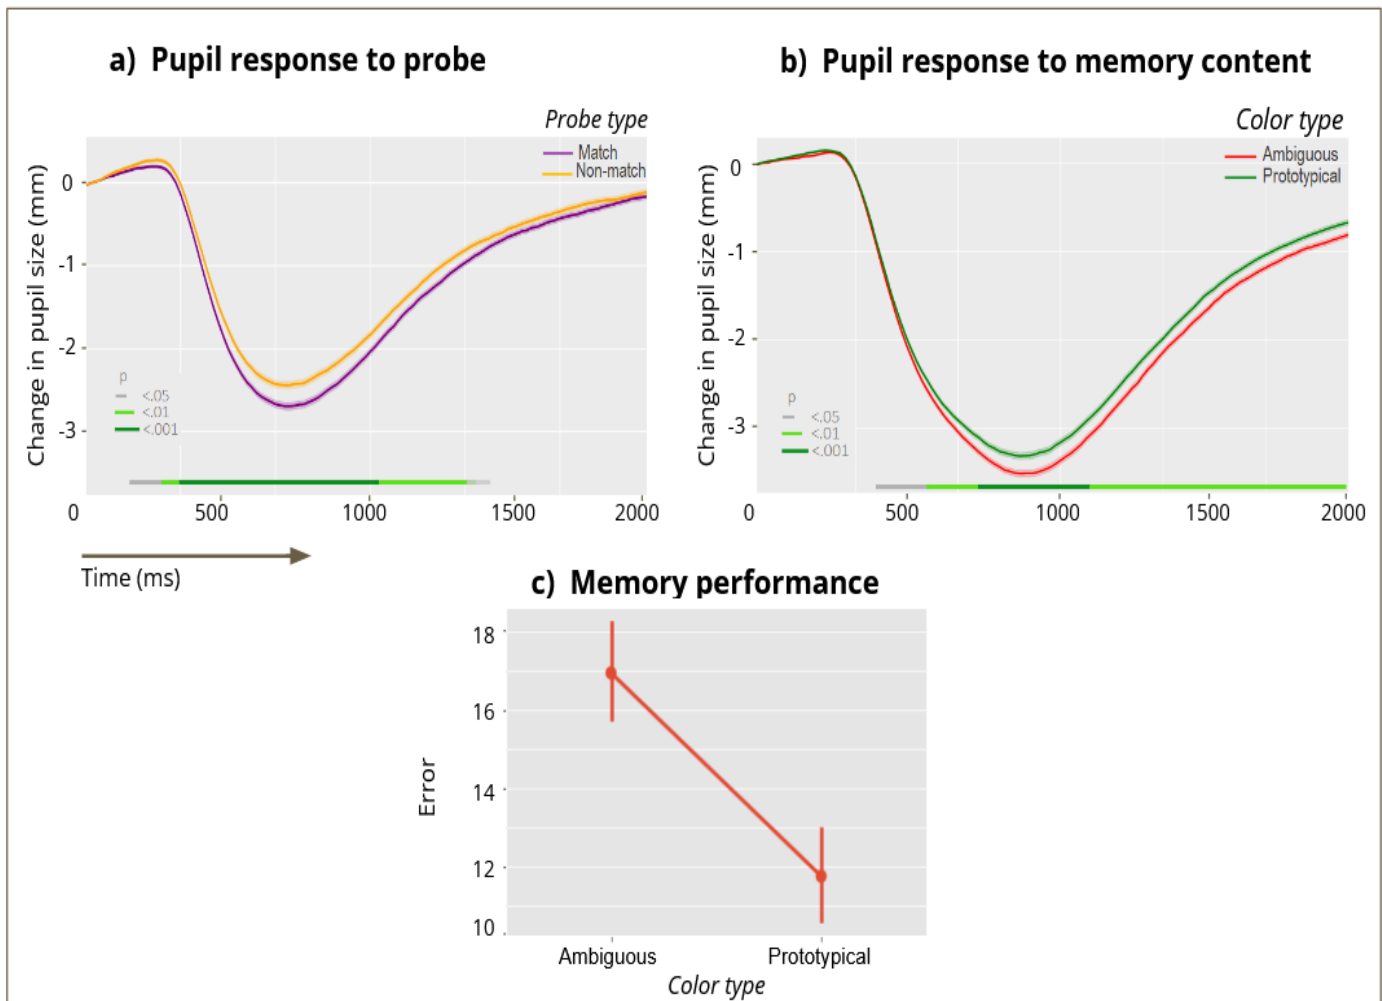 a) Pupil response to probe
Probe type
Match
Non-match
Change in pupil size (mm)
0
-1
-2
-3
p
<.05
<.01
<.001
0
500
1000
1500
2000
Time (ms)
b) Pupil response to memory content
Color type
Ambiguous
Prototypical
Change in pupil size (mm)
0
-1
-2
-3
p
<.05
<.01
<.001
0
500
1000
1500
2000
c) Memory performance
Error
18
16
14
12
10
Ambiguous
Prototypical
Color type